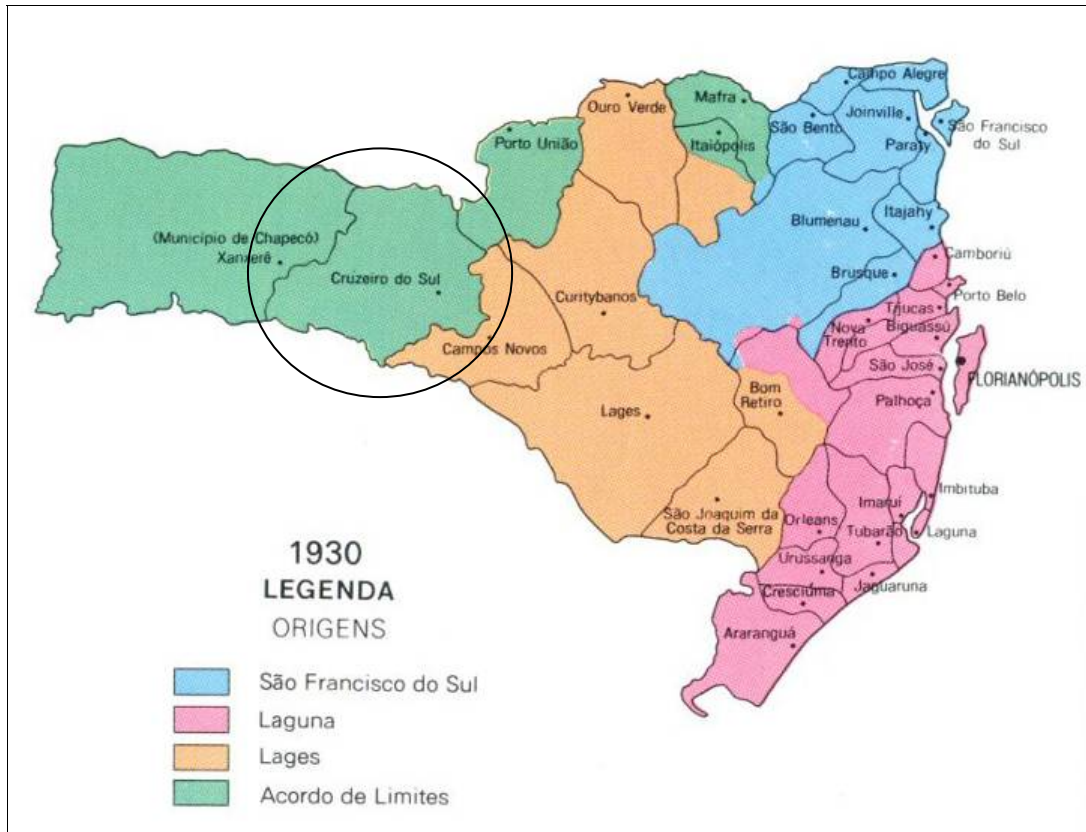 Campo Alegre
Ouro Verde
Mafra
Joinville
São Bento
São Francisco
do Sul
Porto União
Itaiópolis
Paraty
Itajahy
Blumenau
(Município de Chapecó)
Xanxerê
Camboriú
Cruzeiro do Sul
Brusque
Curitybanos
Porto Belo
Tijucas
Nova
Trento
Biguassú
Campos Novos
São José
FLORIANÓPOLIS
Bom
Retiro
Palhoça
Lages
Imbituba
São Joaquim da
Costa da Serra
Imaruí
Orleans
Tubarão
Laguna
Urussanga
Jaguaruna
Cresciúma
Araranguá
1930
LEGENDA
ORIGENS
São Francisco do Sul
Laguna
Lages
Acordo de Limites